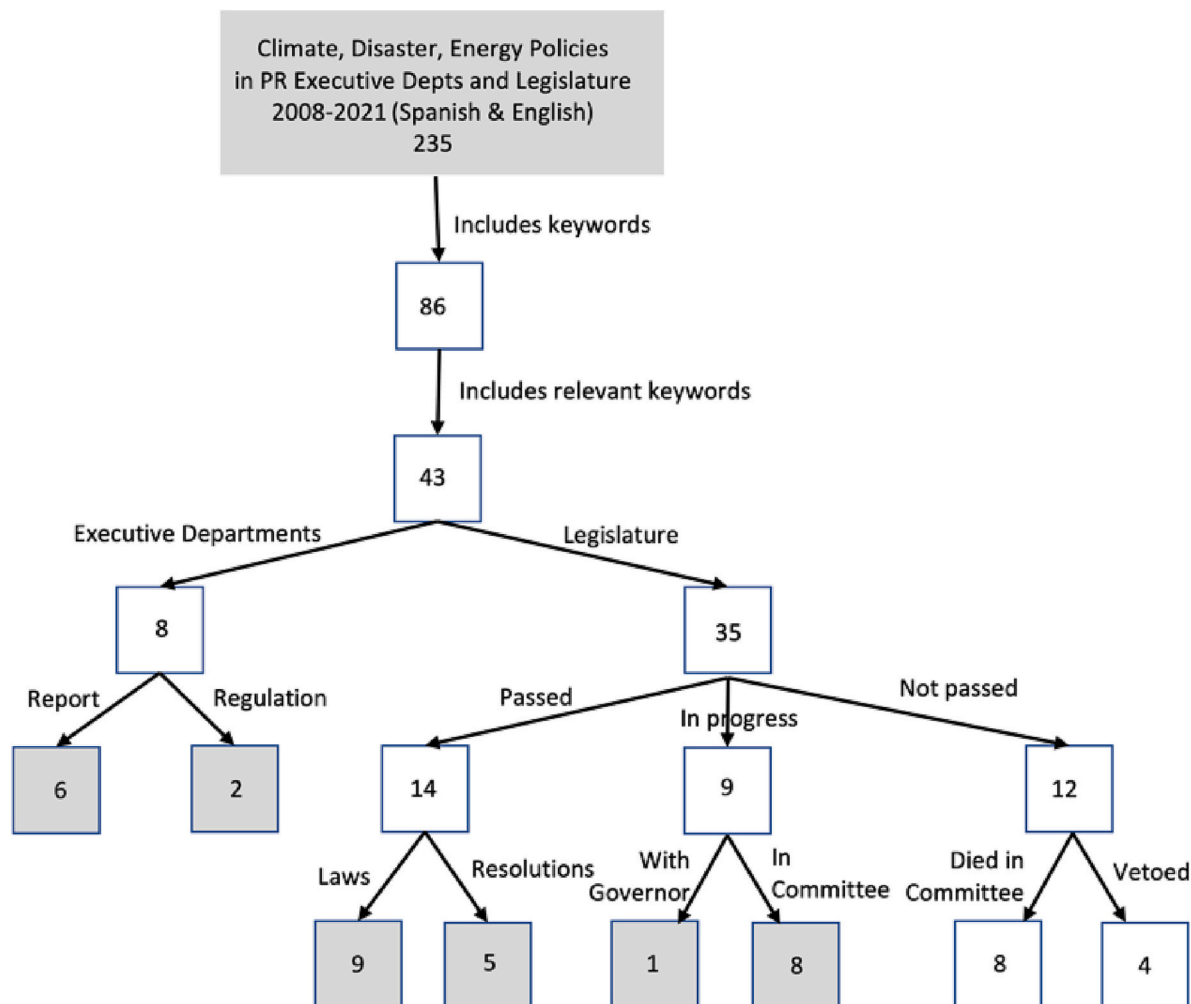 Climate, Disaster, Energy Policies
in PR Executive Depts and Legislature
2008-2021 (Spanish & English)
235
Includes keywords
86
Includes relevant keywords
43
Executive Departments
Legislature
8
35
Report
Regulation
Passed
In progress
Not passed
6
2
14
9
12
Laws
Resolutions
With
Governor
In
Committee
Died in
Committee
Vetoed
9
5
1
8
8
4